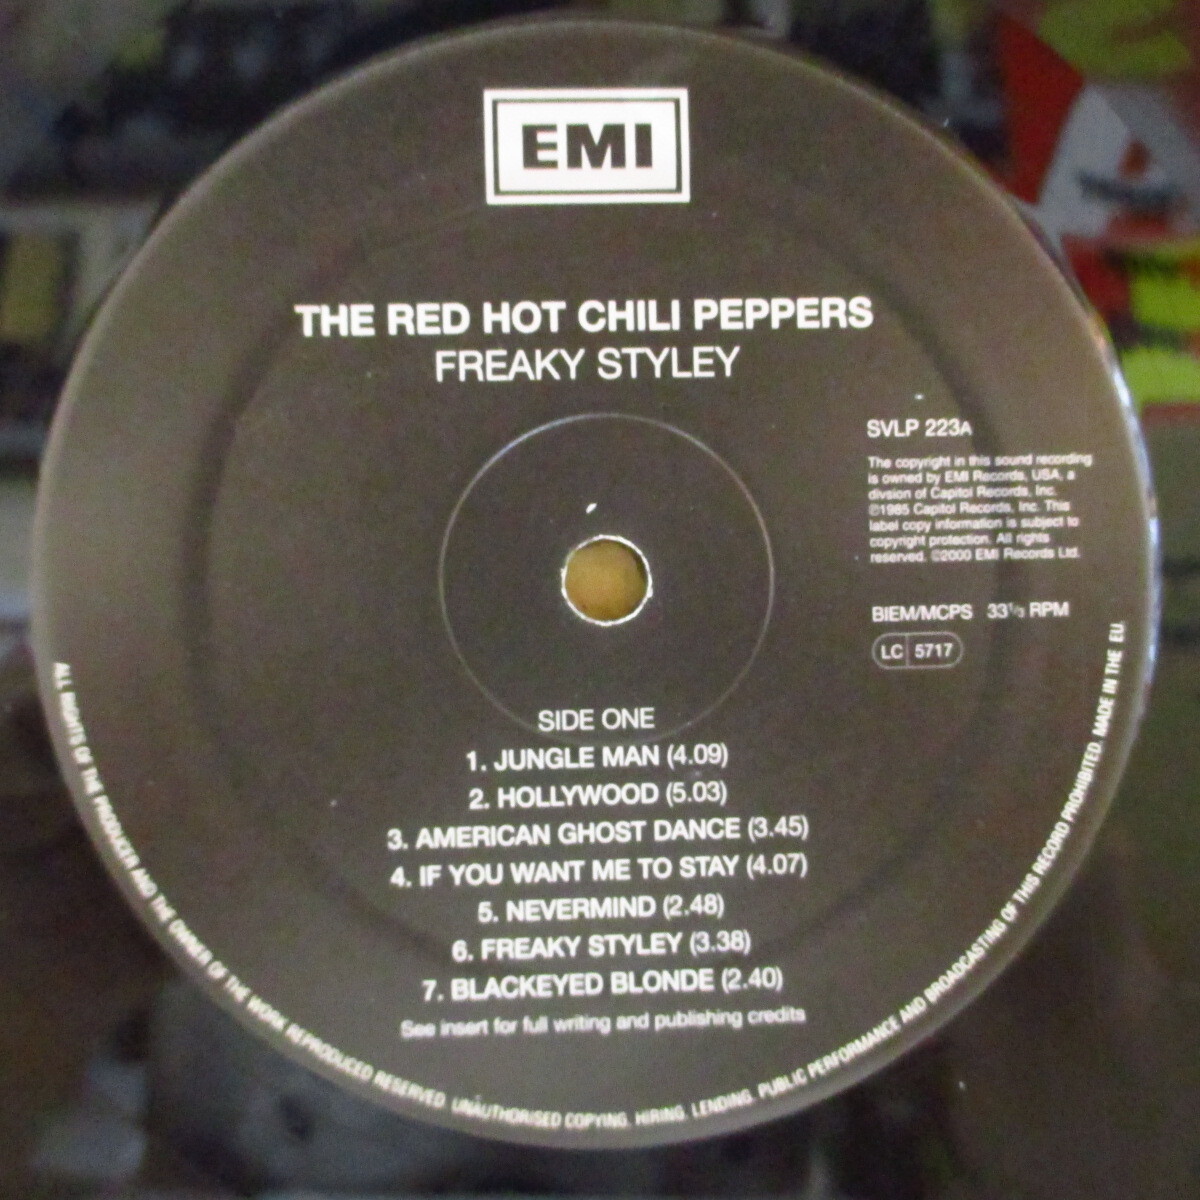 EMI
THE RED HOT CHILI PEPPERS
FREAKY STYLEY
SVLP 223A
The copyright in this sound recording
is owned by EMI Records, USA, a
divsion of Capitol Records, Inc.
℗1985 Capitol Records, Inc. This
label copy information is subject to
copyright protection. All rights
reserved. ©2000 EMI Records Ltd.
BIEM/MCPS 33⅓ RPM
LC 5717
SIDE ONE
1. JUNGLE MAN (4.09)
2. HOLLYWOOD (5.03)
3. AMERICAN GHOST DANCE (3.45)
4. IF YOU WANT ME TO STAY (4.07)
5. NEVERMIND (2.48)
6. FREAKY STYLEY (3.38)
7. BLACKEYED BLONDE (2.40)
See insert for full writing and publishing credits
ALL RIGHTS OF THE PRODUCER AND THE OWNER OF THE WORK REPRODUCED RESERVED. UNAUTHORISED COPYING, HIRING, LENDING, PUBLIC PERFORMANCE AND BROADCASTING OF THIS RECORD PROHIBITED. MADE IN THE EU.